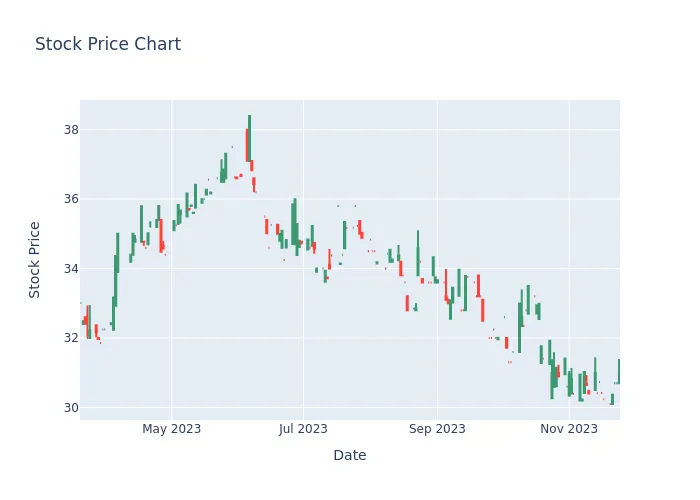 Stock Price Chart
38
36
34
32
30
Stock Price
May 2023
Jul 2023
Sep 2023
Nov 2023
Date